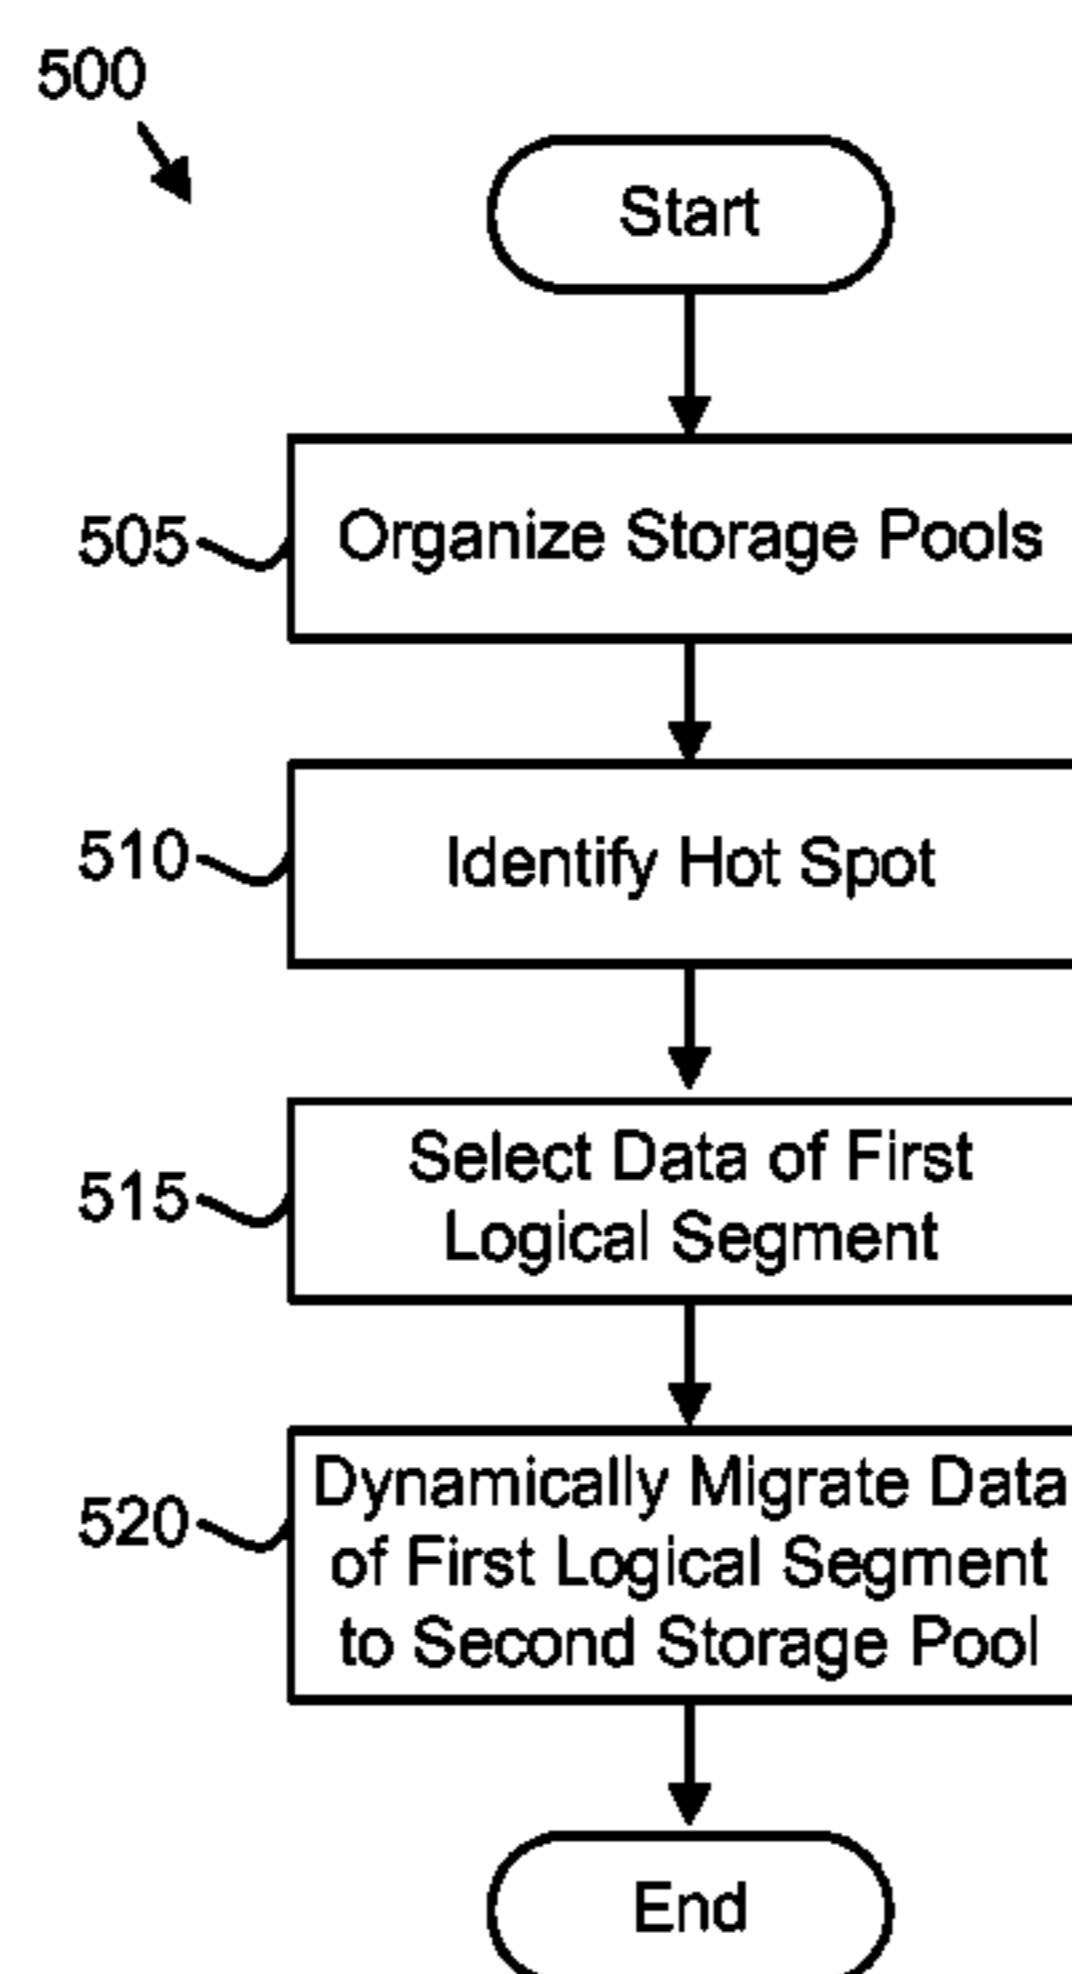 500
Start
505
Organize Storage Pools
510
Identify Hot Spot
515
Select Data of First
Logical Segment
520
Dynamically Migrate Data
of First Logical Segment
to Second Storage Pool
End